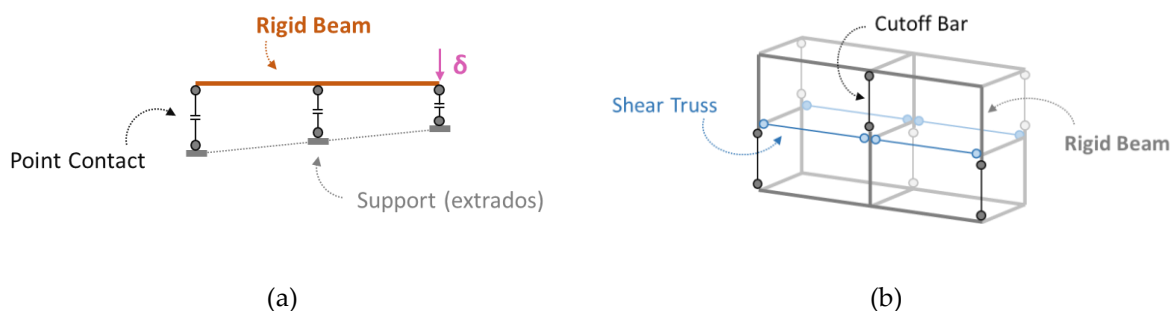 Rigid Beam
δ
Point Contact
Support (extrados)
(a)
Cutoff Bar
Shear Truss
Rigid Beam
(b)